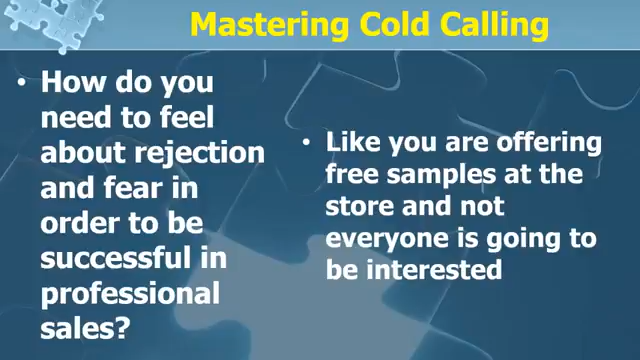 Mastering Cold Calling
• How do you
need to feel
about rejection
and fear in
order to be
successful in
professional
sales?
• Like you are offering
free samples at the
store and not
everyone is going to
be interested